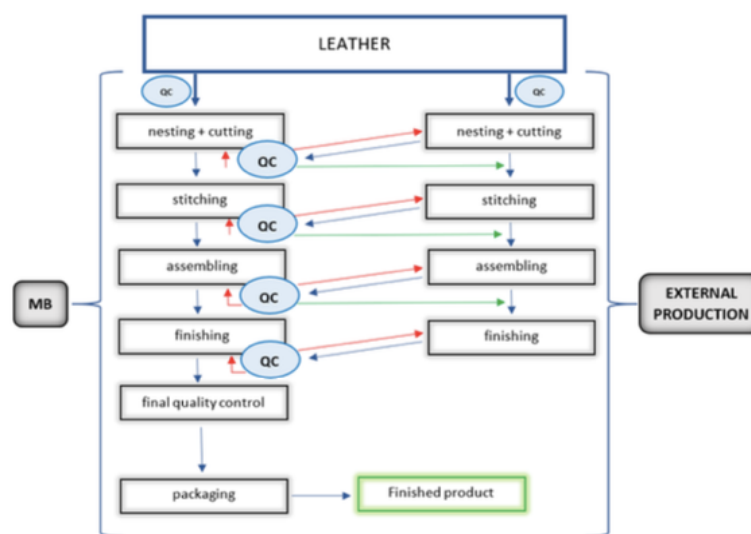 LEATHER
QC
QC
nesting + cutting
nesting + cutting
QC
stitching
stitching
QC
assembling
assembling
QC
MB
EXTERNAL
PRODUCTION
finishing
finishing
QC
final quality control
packaging
Finished product